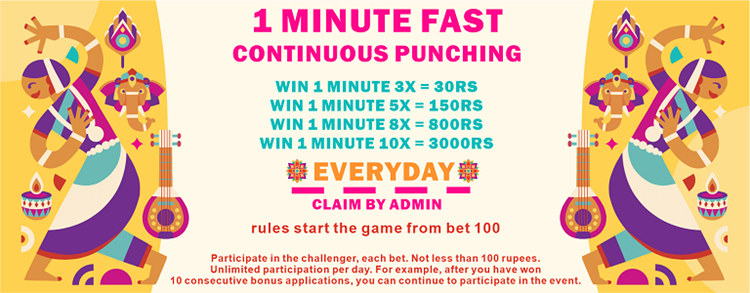 1 MINUTE FAST
CONTINUOUS PUNCHING
WIN 1 MINUTE 3X = 30RS
WIN 1 MINUTE 5X = 150RS
WIN 1 MINUTE 8X = 800RS
WIN 1 MINUTE 10X = 3000RS
EVERYDAY
CLAIM BY ADMIN
rules start the game from bet 100
Participate in the challenger, each bet. Not less than 100 rupees.
Unlimited participation per day. For example, after you have won
10 consecutive bonus applications, you can continue to participate in the event.